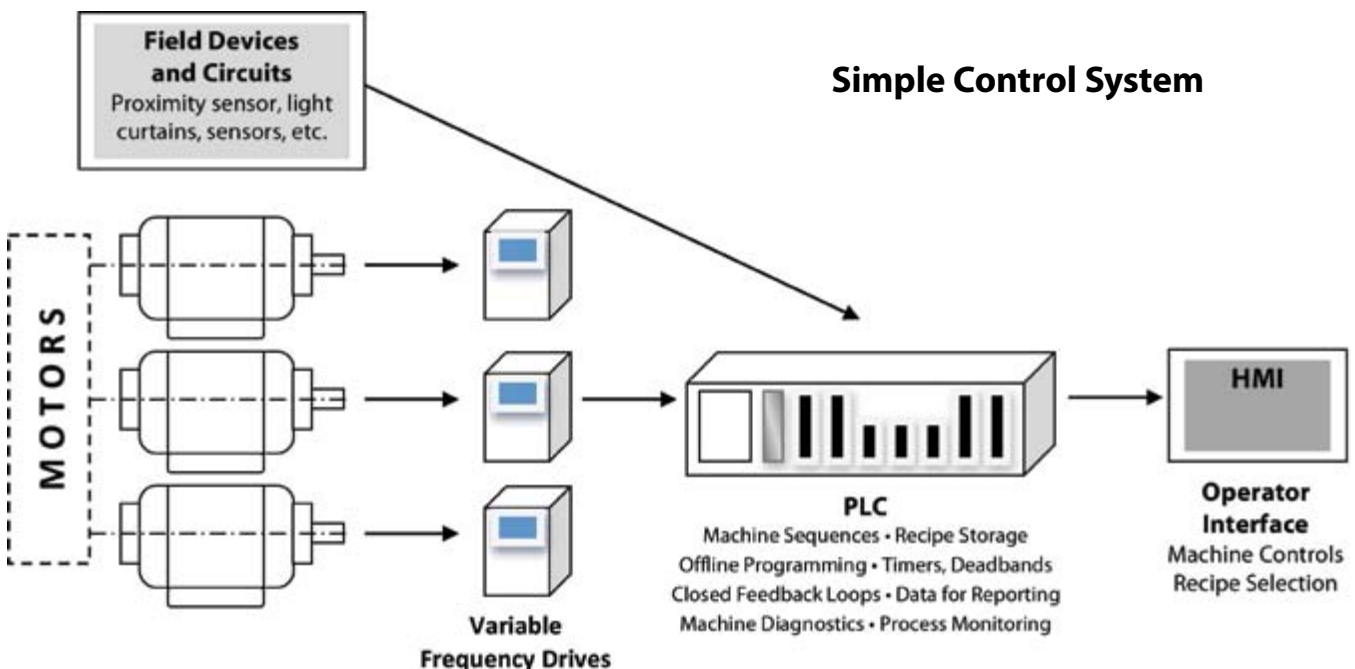 Field Devices
and Circuits
Proximity sensor, light
curtains, sensors, etc.
Simple Control System
MOTORS
HMI
PLC
Machine Sequences • Recipe Storage
Offline Programming • Timers, Deadbands
Closed Feedback Loops • Data for Reporting
Machine Diagnostics • Process Monitoring
Operator
Interface
Machine Controls
Recipe Selection
Variable
Frequency Drives